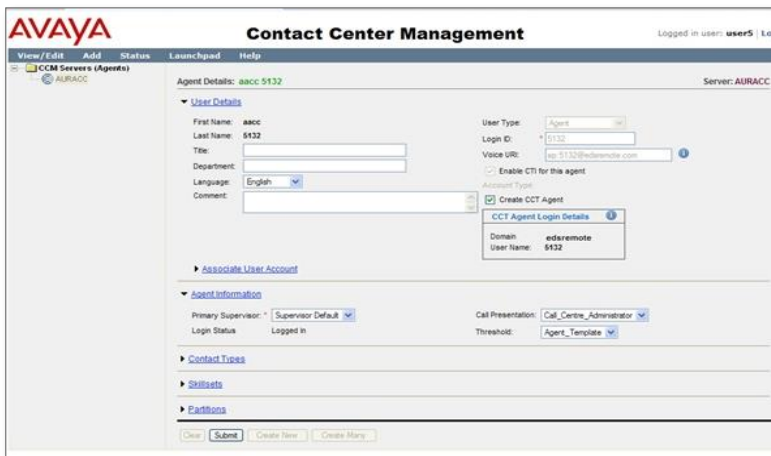 AVAYA
Contact Center Management
Logged in user: user5 | Lo
View/Edit Add Status Launchpad Help
CCM Servers (Agents)
AURACC
Agent Details: aacc 5132
Server: AURACC
User Details
First Name: aacc
User Type: Agent
Last Name: 5132
Login ID: * 5132
Title:
Voice URI: sip:5132@edsremote.com
Department:
Enable CTI for this agent
Language: English
Account Type:
Comment:
Create CCT Agent
CCT Agent Login Details
Domain edsremote
User Name: 5132
Associate User Account
Agent Information
Primary Supervisor: * Supervisor Default
Call Presentation: Call_Centre_Administrator
Login Status Logged In
Threshold: Agent_Template
Contact Types
Skillsets
Partitions
Clear Submit Create New Create Many